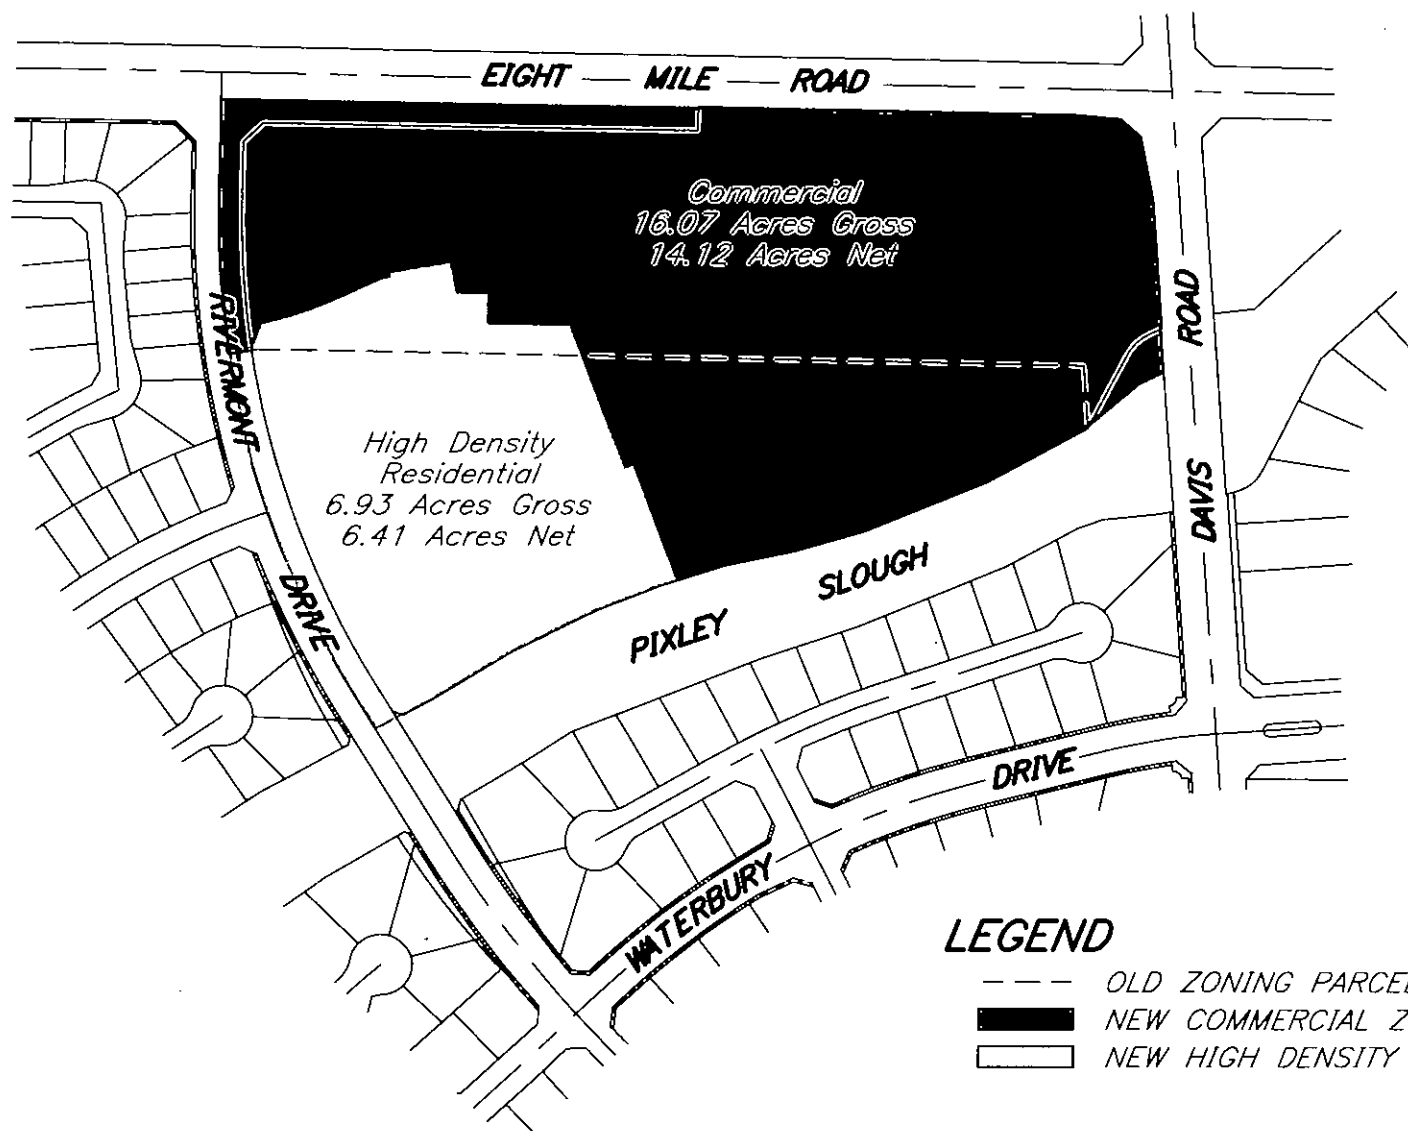 EIGHT MILE ROAD
Commercial
16.07 Acres Gross
14.12 Acres Net
RIVERMONT
DRIVE
High Density
Residential
6.93 Acres Gross
6.41 Acres Net
DAVIS ROAD
PIXLEY SLOUGH
WATERBURY DRIVE
LEGEND
OLD ZONING PARCEL
NEW COMMERCIAL Z
NEW HIGH DENSITY